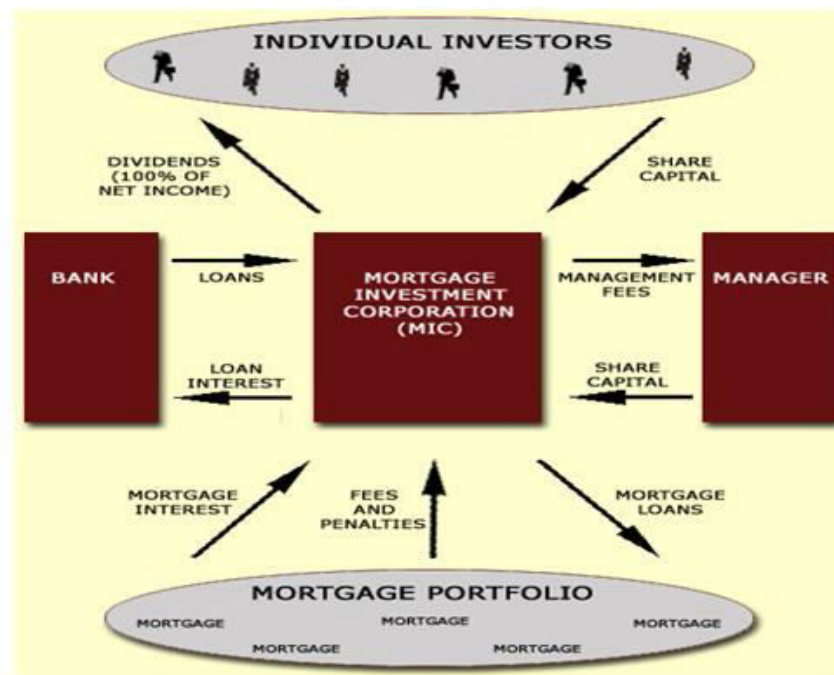 INDIVIDUAL INVESTORS
DIVIDENDS
(100% OF
NET INCOME)
SHARE
CAPITAL
BANK
LOANS
MORTGAGE
INVESTMENT
CORPORATION
(MIC)
MANAGEMENT
FEES
MANAGER
LOAN
INTEREST
SHARE
CAPITAL
MORTGAGE
INTEREST
FEES
AND
PENALTIES
MORTGAGE
LOANS
MORTGAGE PORTFOLIO
MORTGAGE
MORTGAGE
MORTGAGE
MORTGAGE
MORTGAGE